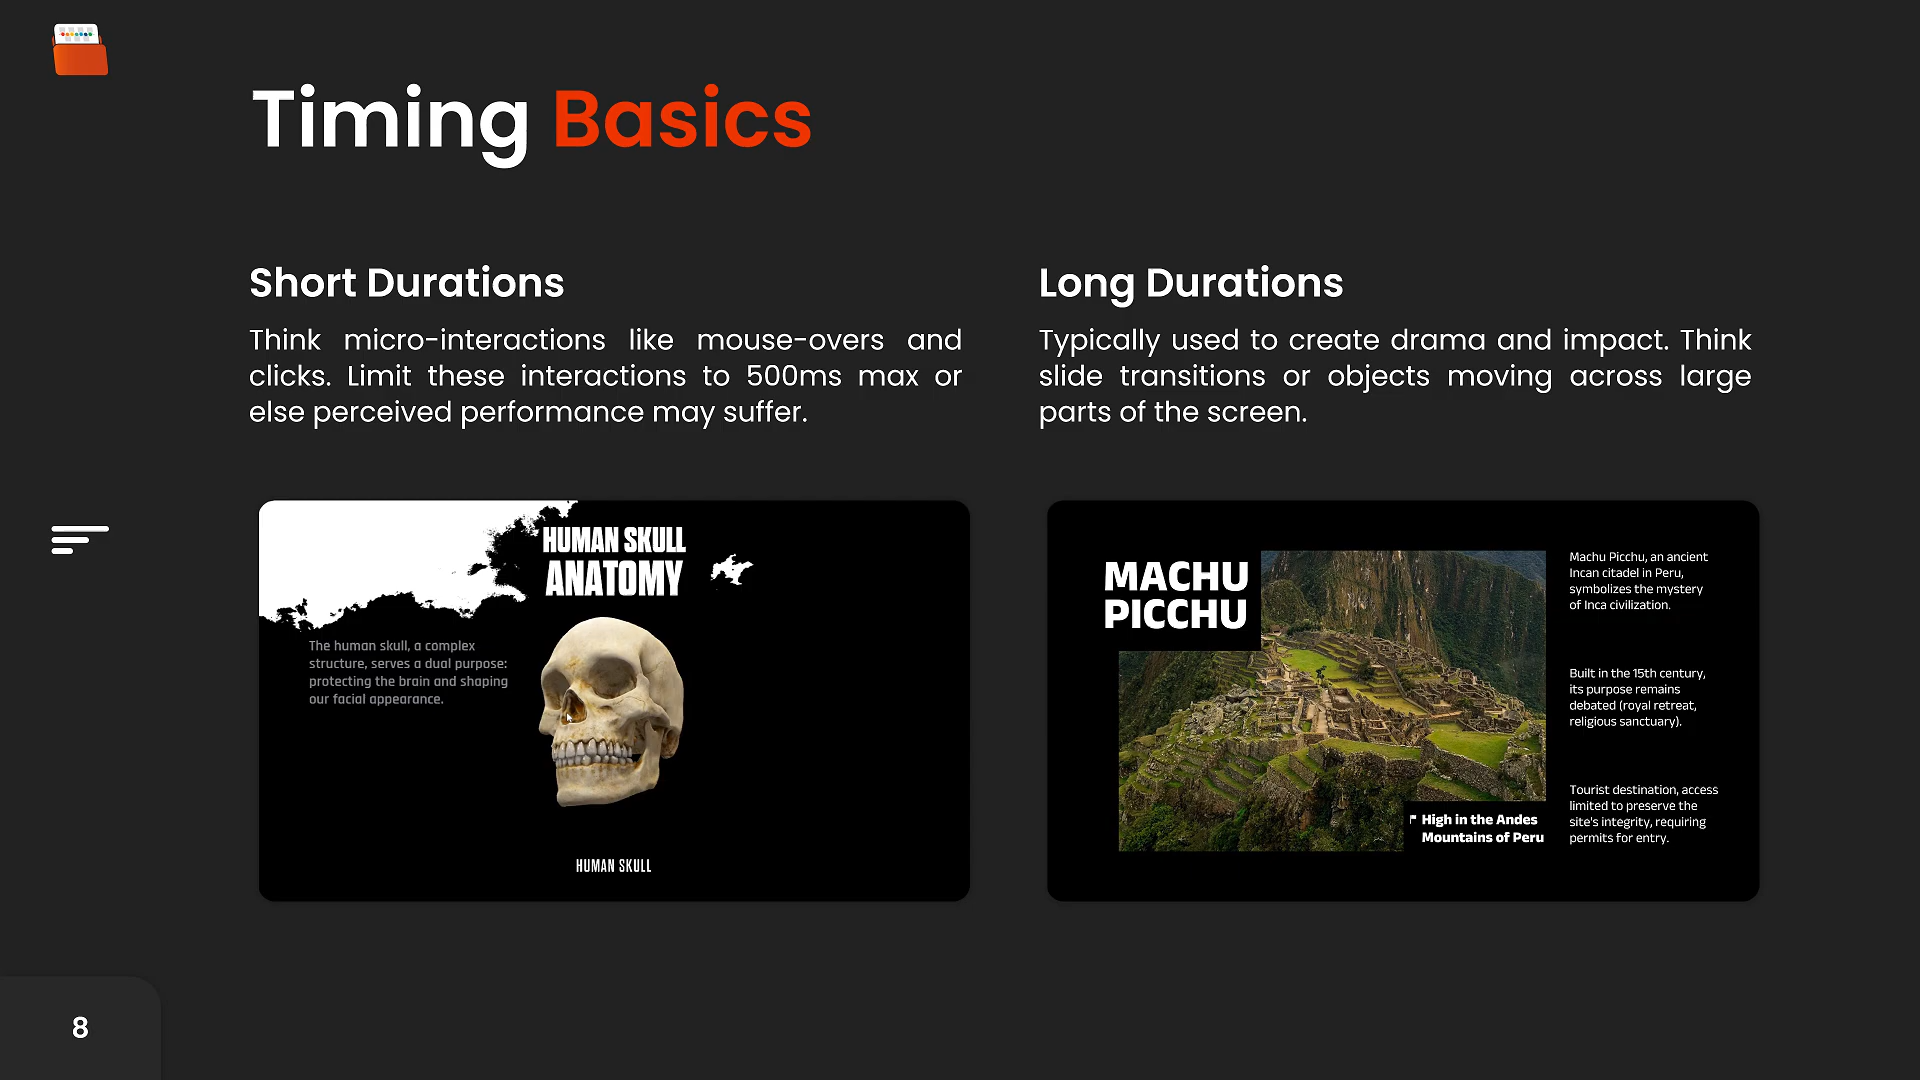 Timing Basics
Short Durations
Think micro-interactions like mouse-overs and
clicks. Limit these interactions to 500ms max or
else perceived performance may suffer.
Long Durations
Typically used to create drama and impact. Think
slide transitions or objects moving across large
parts of the screen.
HUMAN SKULL
ANATOMY
The human skull, a complex
structure, serves a dual purpose:
protecting the brain and shaping
our facial appearance.
HUMAN SKULL
MACHU
PICCHU
High in the Andes
Mountains of Peru
Machu Picchu, an ancient
Incan citadel in Peru,
symbolizes the mystery
of Inca civilization.
Built in the 15th century,
its purpose remains
debated (royal retreat,
religious sanctuary).
Tourist destination, access
limited to preserve the
site's integrity, requiring
permits for entry.
8